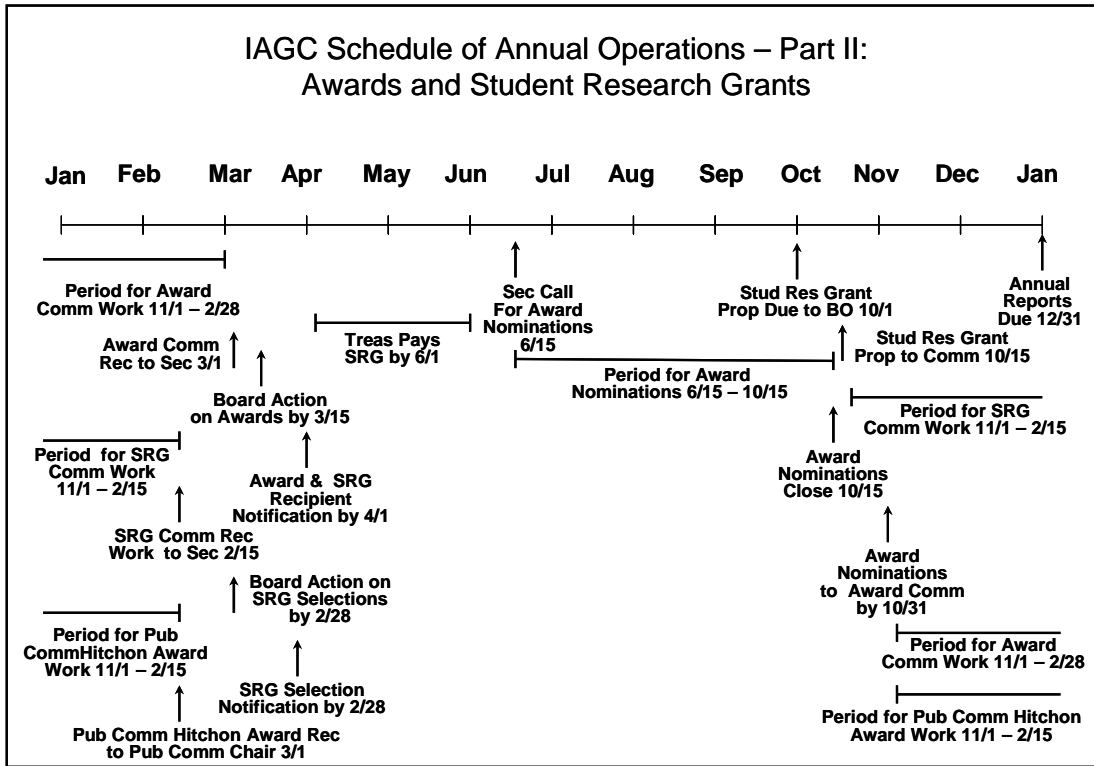 IAGC Schedule of Annual Operations – Part II:
Awards and Student Research Grants
Jan Feb Mar Apr May Jun Jul Aug Sep Oct Nov Dec Jan
Period for Award
Comm Work 11/1 – 2/28
Award Comm
Rec to Sec 3/1
Board Action
on Awards by 3/15
Treas Pays
SRG by 6/1
Sec Call
For Award
Nominations
6/15
Period for Award
Nominations 6/15 – 10/15
Stud Res Grant
Prop Due to BO 10/1
Stud Res Grant
Prop to Comm 10/15
Annual
Reports
Due 12/31
Period for SRG
Comm Work 11/1 – 2/15
Period for SRG
Comm Work
11/1 – 2/15
Award & SRG
Recipient
Notification by 4/1
Award
Nominations
Close 10/15
SRG Comm Rec
Work to Sec 2/15
Board Action on
SRG Selections
by 2/28
Award
Nominations
to Award Comm
by 10/31
Period for Pub
CommHitchon Award
Work 11/1 – 2/15
SRG Selection
Notification by 2/28
Period for Award
Comm Work 11/1 – 2/28
Pub Comm Hitchon Award Rec
to Pub Comm Chair 3/1
Period for Pub Comm Hitchon
Award Work 11/1 – 2/15